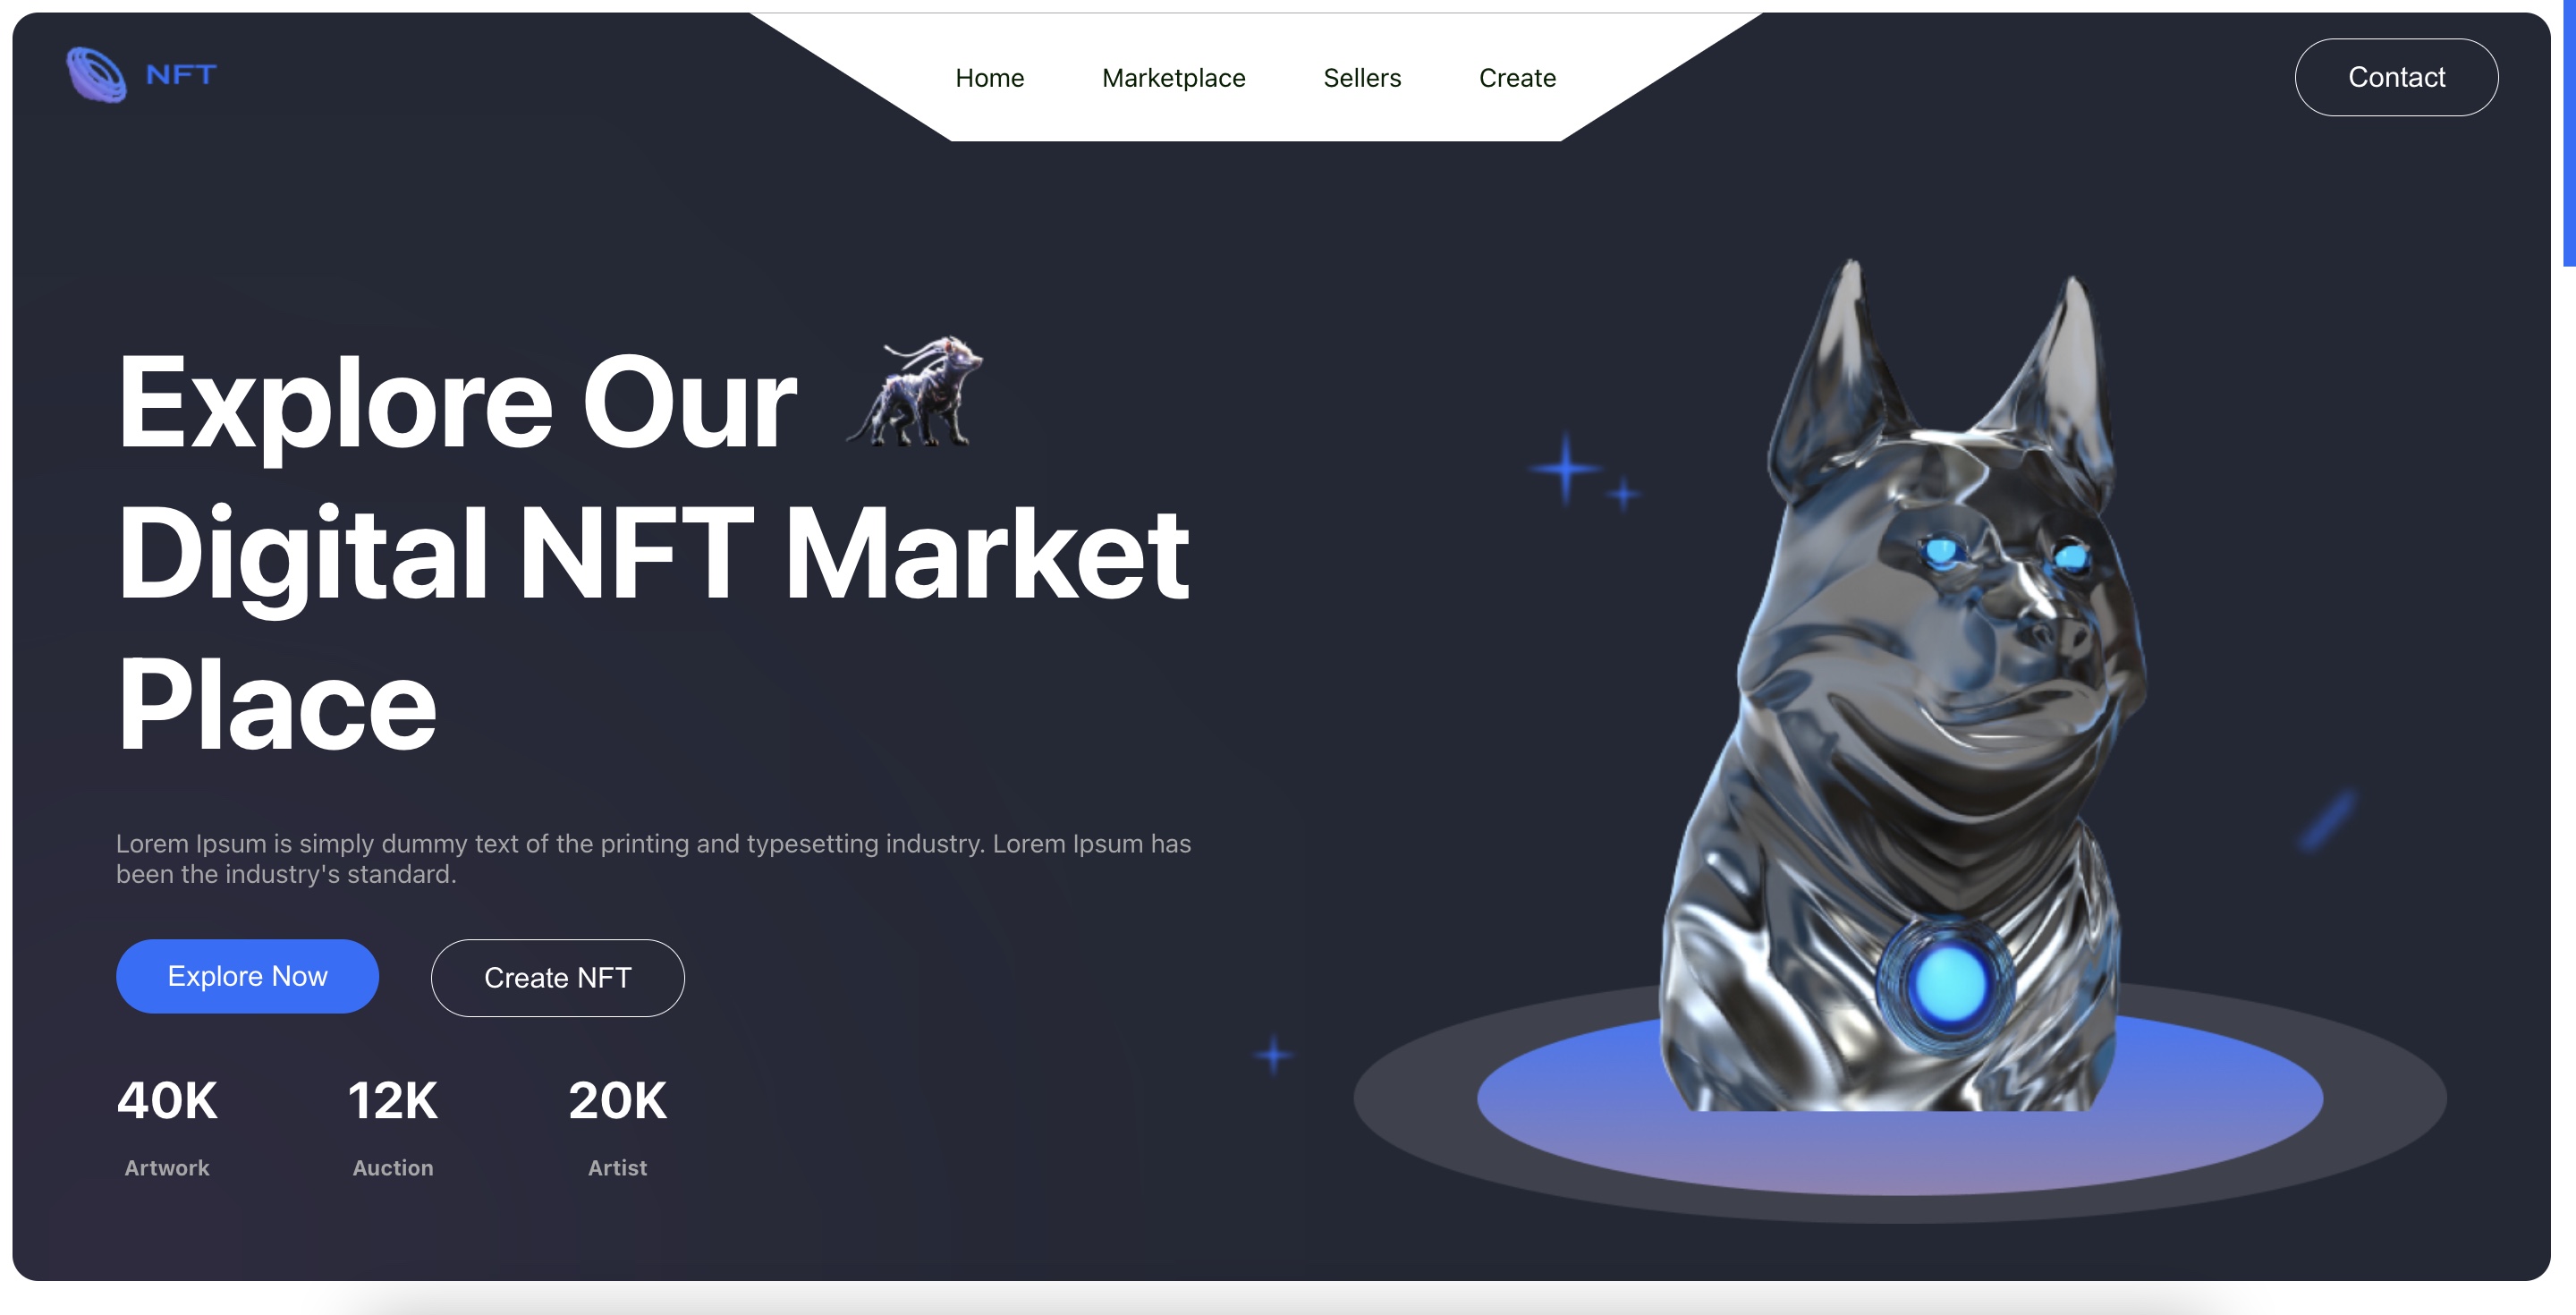 NFT
Home
Marketplace
Sellers
Create
Contact
Explore Our
Digital NFT Market
Place
Lorem Ipsum is simply dummy text of the printing and typesetting industry. Lorem Ipsum has
been the industry's standard.
Explore Now
Create NFT
40K
12K
20K
Artwork
Auction
Artist